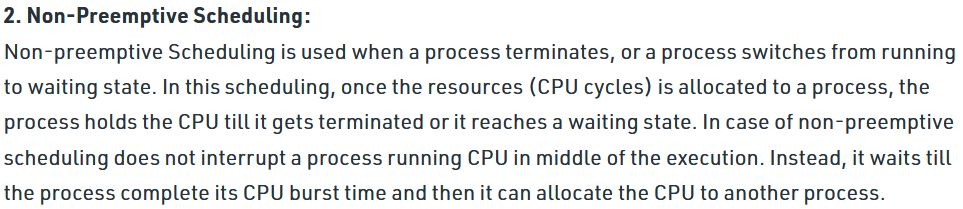 2. Non-Preemptive Scheduling:
Non-preemptive Scheduling is used when a process terminates, or a process switches from running
to waiting state. In this scheduling, once the resources (CPU cycles) is allocated to a process, the
process holds the CPU till it gets terminated or it reaches a waiting state. In case of non-preemptive
scheduling does not interrupt a process running CPU in middle of the execution. Instead, it waits till
the process complete its CPU burst time and then it can allocate the CPU to another process.